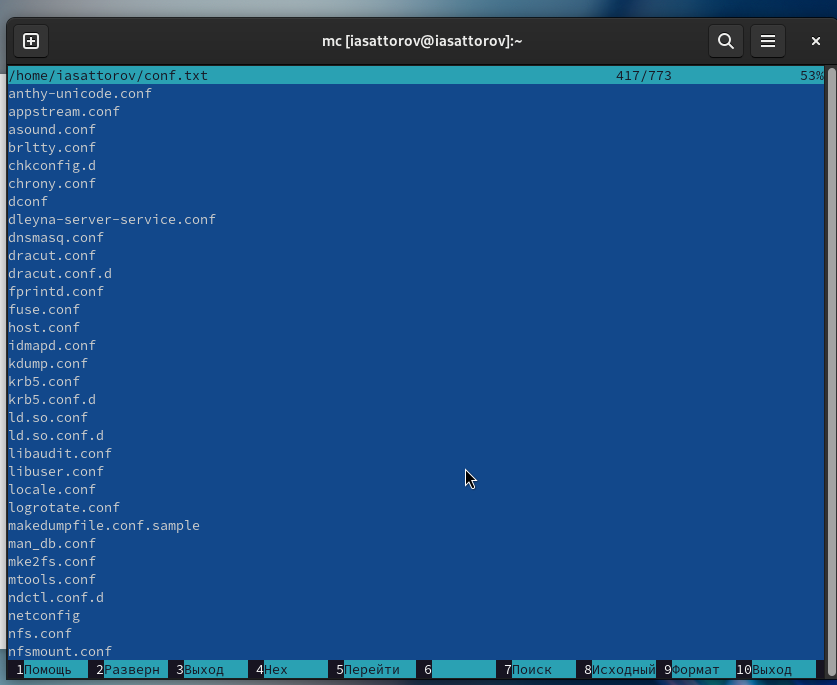 mc [iasattorov@iasattorov]:~
/home/iasattorov/conf.txt 417/773 53%
anthy-unicode.conf
appstream.conf
asound.conf
brltty.conf
chkconfig.d
chrony.conf
dconf
dleyna-server-service.conf
dnsmasq.conf
dracut.conf
dracut.conf.d
fprintd.conf
fuse.conf
host.conf
idmapd.conf
kdump.conf
krb5.conf
krb5.conf.d
ld.so.conf
ld.so.conf.d
libaudit.conf
libuser.conf
locale.conf
logrotate.conf
makedumpfile.conf.sample
man_db.conf
mke2fs.conf
mtools.conf
ndctl.conf.d
netconfig
nfs.conf
nfsmount.conf
1Помощь 2Разверн 3Выход 4Hex 5Перейти 6 7Поиск 8Исходный 9Формат 10Выход